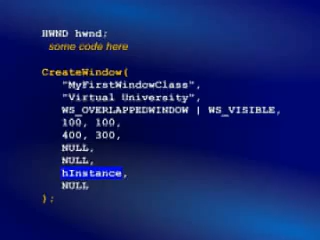 HWND hwnd;
some code here
CreateWindow(
"MyFirstWindowClass",
"Virtual University",
WS_OVERLAPPEDWINDOW | WS_VISIBLE,
100, 100,
400, 300,
NULL,
NULL,
hInstance,
NULL
);